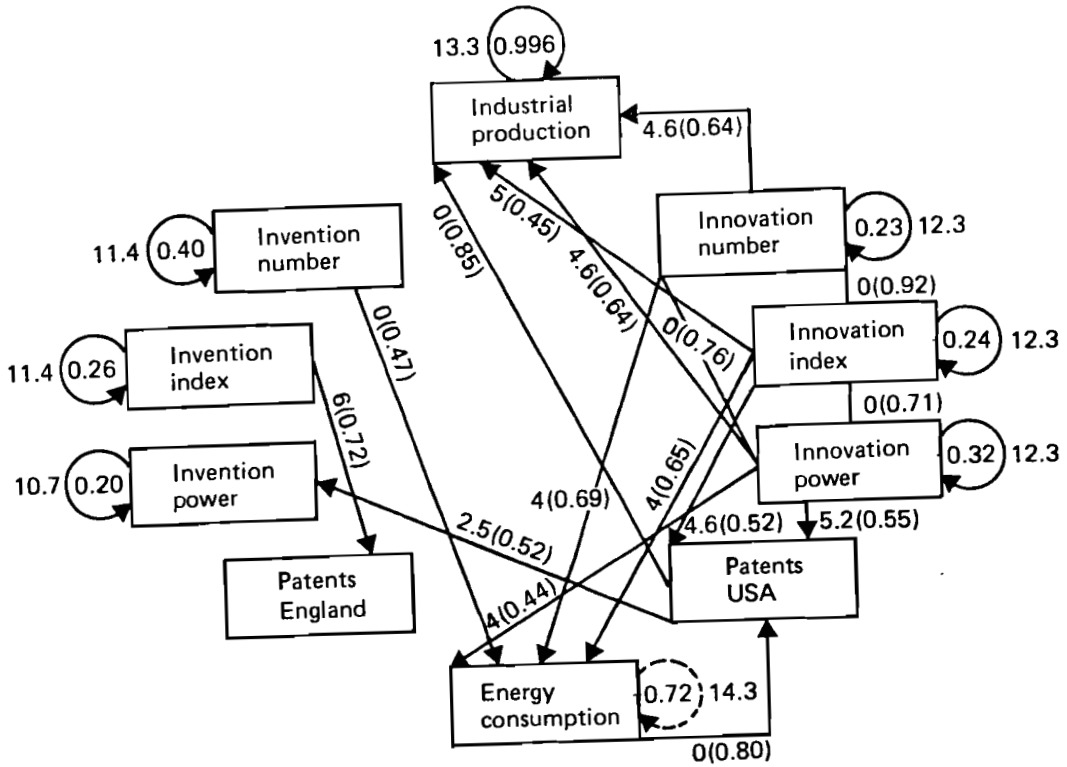 13.3
0.996
Industrial
production
4.6(0.64)
5(0.45)
0(0.85)
4.6(0.64)
Innovation
number
0.23
12.3
11.4
0.40
Invention
number
0(0.92)
0(0.47)
0(0.76)
Innovation
index
0.24
12.3
11.4
0.26
Invention
index
0(0.71)
6(0.72)
4(0.65)
Innovation
power
0.32
12.3
10.7
0.20
Invention
power
4(0.69)
2.5(0.52)
4.6(0.52)
5.2(0.55)
Patents
England
4(0.44)
Patents
USA
Energy
consumption
0.72
14.3
0(0.80)